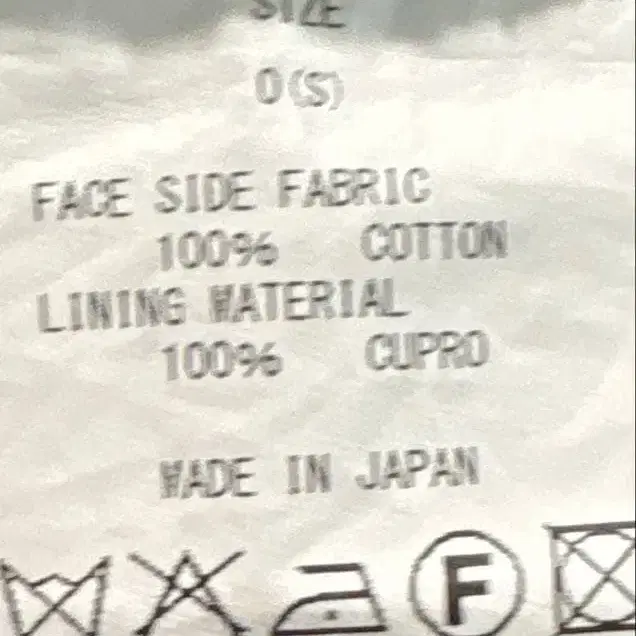 SIZE
0(S)
FACE SIDE FABRIC
100% COTTON
LINING MATERIAL
100% CUPRO
MADE IN JAPAN
F